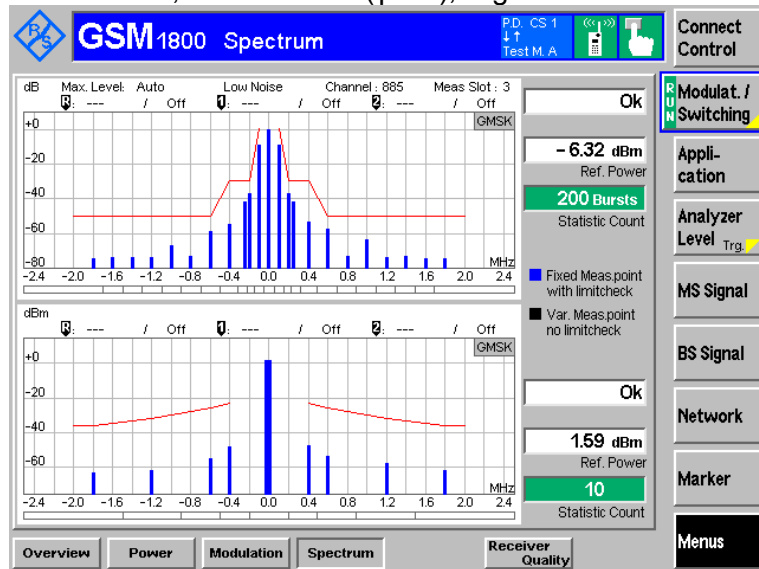 GSM 1800 Spectrum
P.D. CS 1
Test M. A
Connect Control
dB Max. Level: Auto Low Noise Channel : 885 Meas Slot : 3
R: --- / Off 1: --- / Off 2: --- / Off
GMSK
+0
-20
-40
-60
-80
MHz
-2.4 -2.0 -1.6 -1.2 -0.8 -0.4 0.0 0.4 0.8 1.2 1.6 2.0 2.4
Ok
- 6.32 dBm
Ref. Power
200 Bursts
Statistic Count
Fixed Meas.point
with limitcheck
Var. Meas.point
no limitcheck
dBm
R: --- / Off 1: --- / Off 2: --- / Off
GMSK
+0
-20
-40
-60
MHz
-2.4 -2.0 -1.6 -1.2 -0.8 -0.4 0.0 0.4 0.8 1.2 1.6 2.0 2.4
Ok
1.59 dBm
Ref. Power
10
Statistic Count
RUN
Modulat. /
Switching
Appli-
cation
Analyzer
Level Trg.
MS Signal
BS Signal
Network
Marker
Menus
Overview Power Modulation Spectrum Receiver
Quality